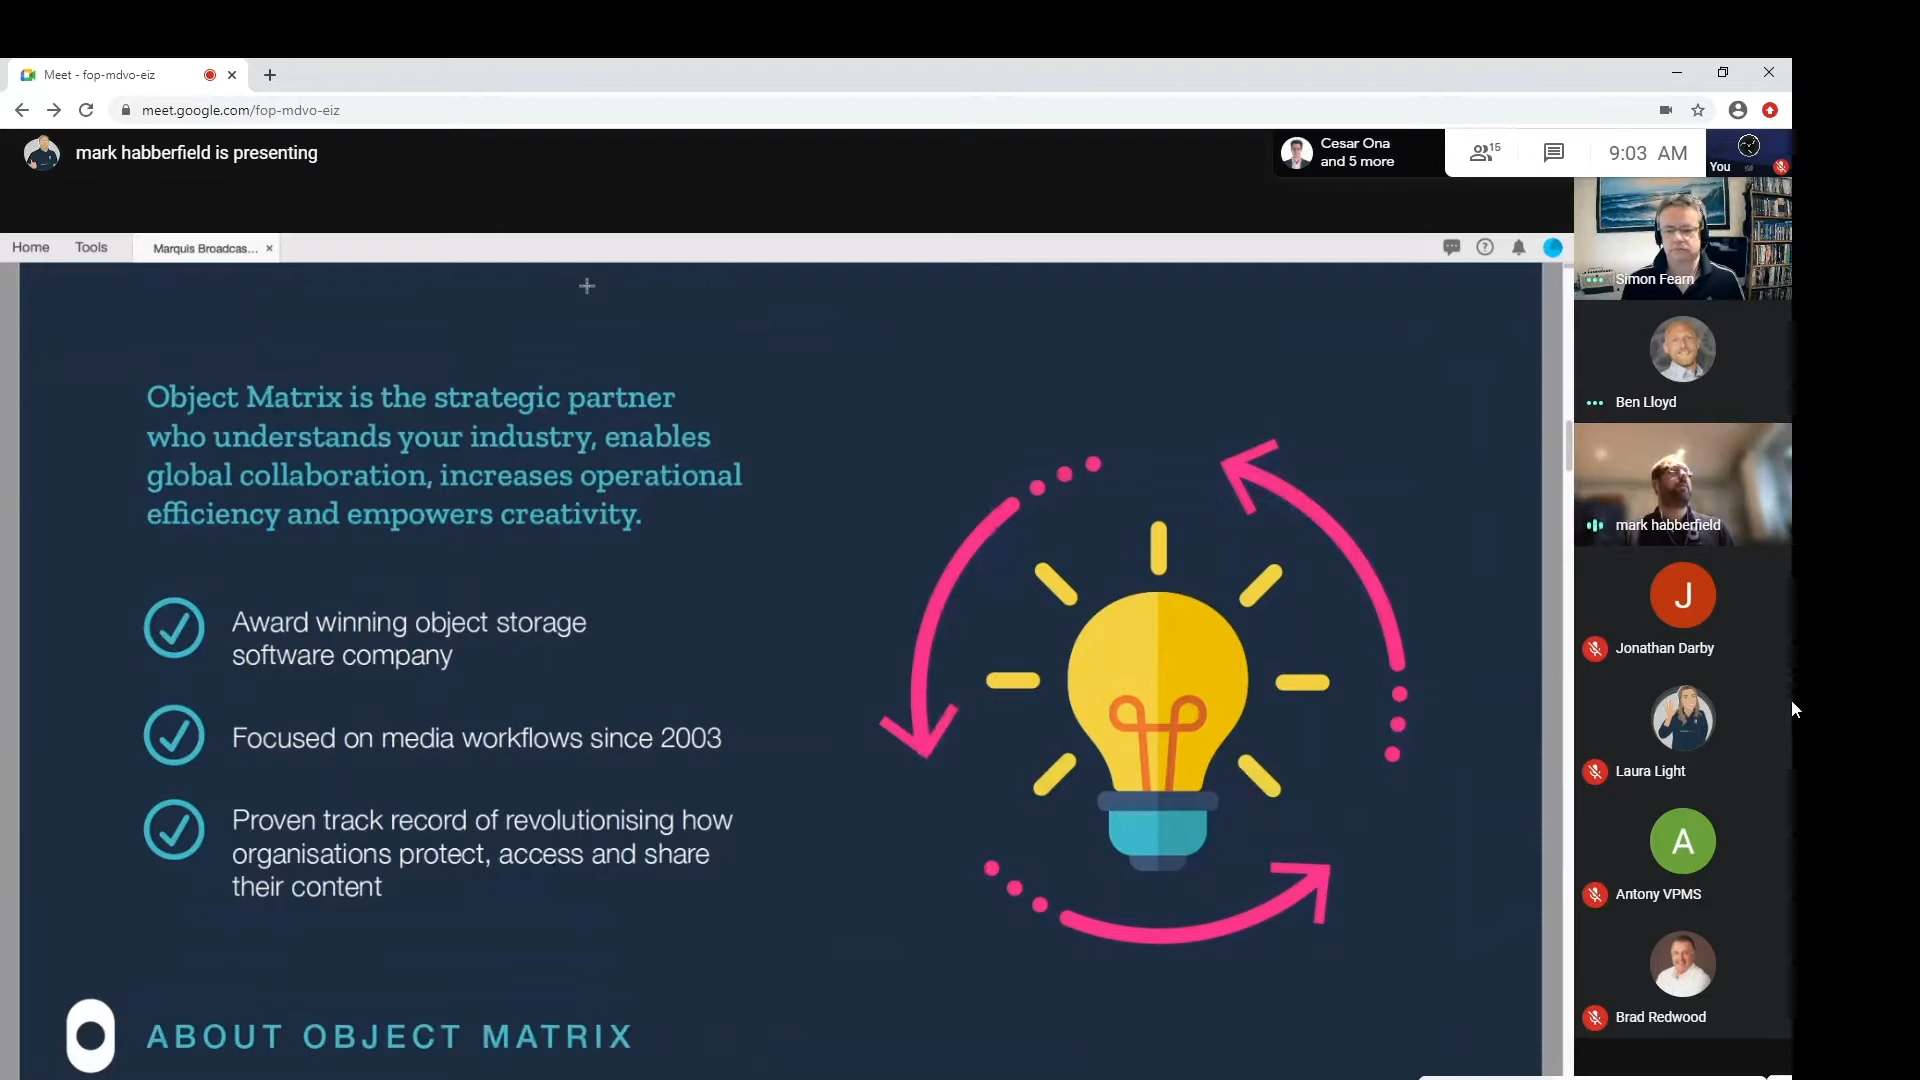 Meet - fop-mdvo-eiz
meet.google.com/fop-mdvo-eiz
mark habberfield is presenting
Cesar Ona
and 5 more
15
9:03 AM
You
Home
Tools
Marquis Broadcas...
Object Matrix is the strategic partner
who understands your industry, enables
global collaboration, increases operational
efficiency and empowers creativity.
Award winning object storage
software company
Focused on media workflows since 2003
Proven track record of revolutionising how
organisations protect, access and share
their content
ABOUT OBJECT MATRIX
Simon Fearn
Ben Lloyd
mark habberfield
J
Jonathan Darby
Laura Light
A
Antony VPMS
Brad Redwood